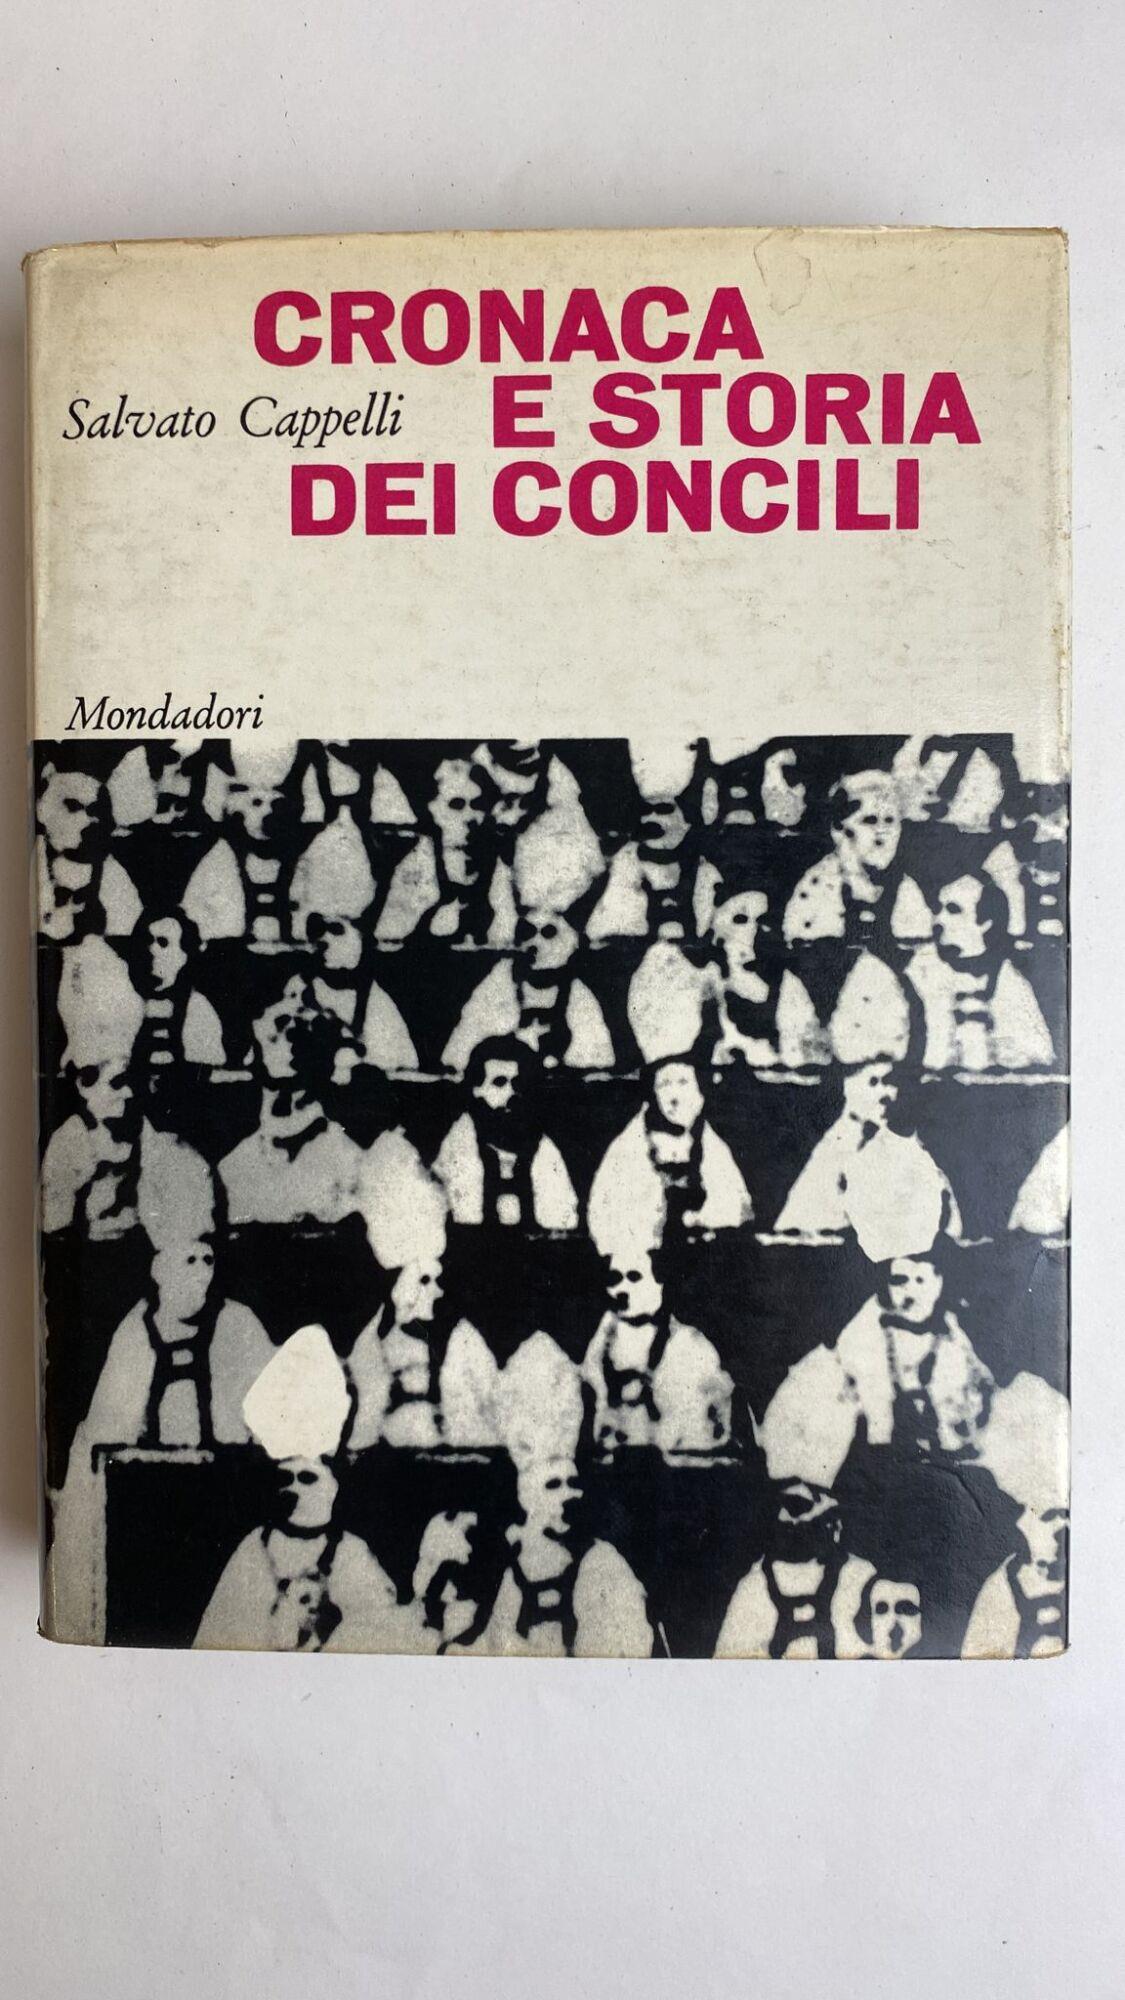 CRONACA
Salvato Cappelli E STORIA
DEI CONCILI
Mondadori